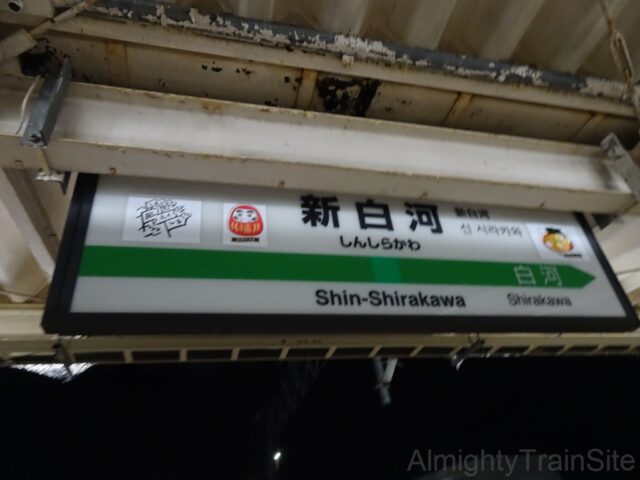 新白河
新白河
신 시라카와
しんしらかわ
白河
Shin-Shirakawa
Shirakawa
AlmightyTrainSite